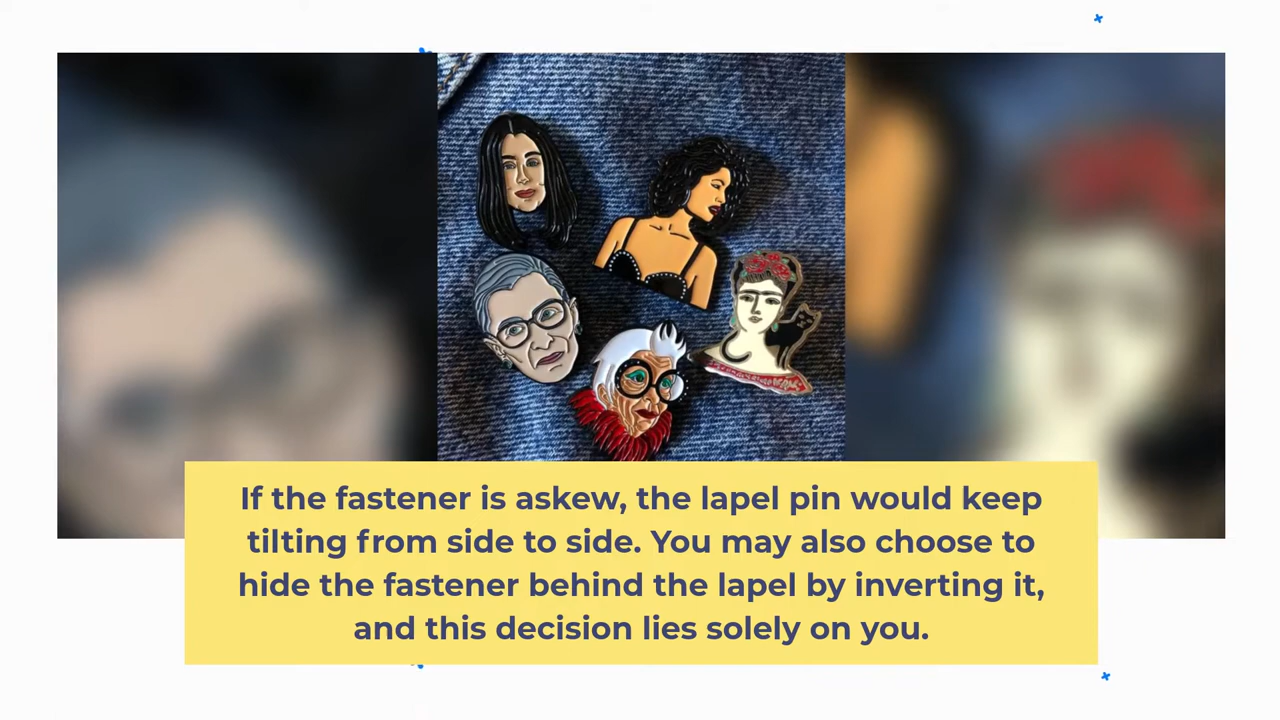 If the fastener is askew, the lapel pin would keep
tilting from side to side. You may also choose to
hide the fastener behind the lapel by inverting it,
and this decision lies solely on you.